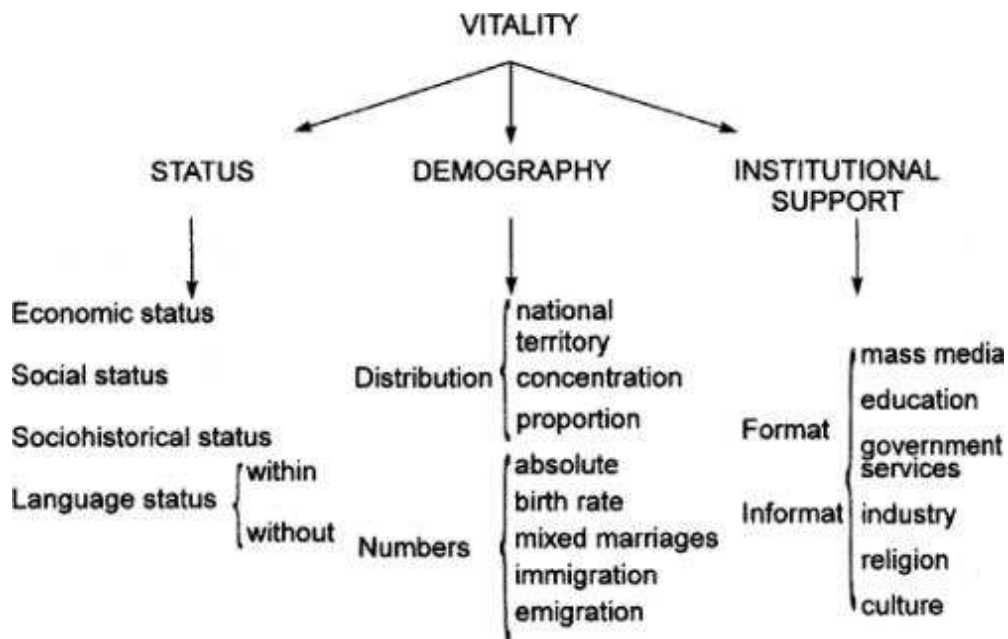 VITALITY
STATUS
DEMOGRAPHY
INSTITUTIONAL
SUPPORT
Economic status
Social status
Sociohistorical status
Language status
within
without
Distribution
national
territory
concentration
proportion
Numbers
absolute
birth rate
mixed marriages
immigration
emigration
Format
Informat
mass media
education
government
services
industry
religion
culture